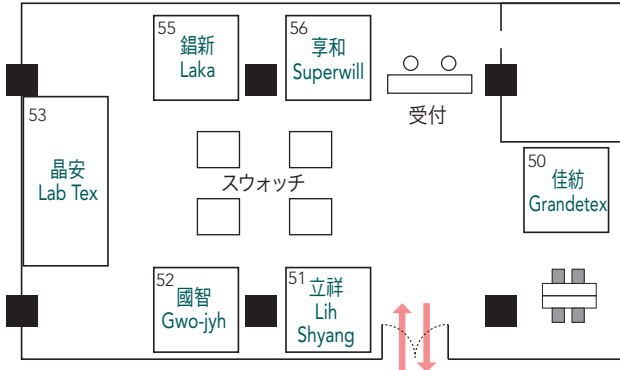 55
錩新
Laka
56
享和
Superwill
受付
53
晶安
Lab Tex
スウォッチ
50
佳紡
Grandetex
52
國智
Gwo-jyh
51
立祥
Lih
Shyang